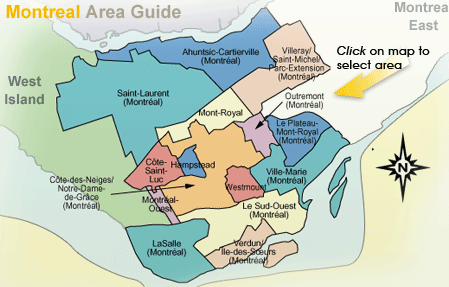 Montreal Area Guide
Montreal
East
Ahuntsic-Cartierville
(Montréal)
Villeray/
Saint-Michel/
Parc-Extension
(Montréal)
Click on map to
select area
West
Island
Saint-Laurent
(Montréal)
Outremont
(Montréal)
Mont-Royal
Le Plateau-
Mont-Royal
(Montréal)
Côte-
Saint-
Luc
Hampstead
Ville-Marie
(Montréal)
Côte-des-Neiges/
Notre-Dame-
de-Grâce
(Montréal)
Montréal-
Ouest
Westmount
Le Sud-Ouest
(Montréal)
LaSalle
(Montréal)
Verdun/
Ile-des-Sœurs
(Montréal)
N